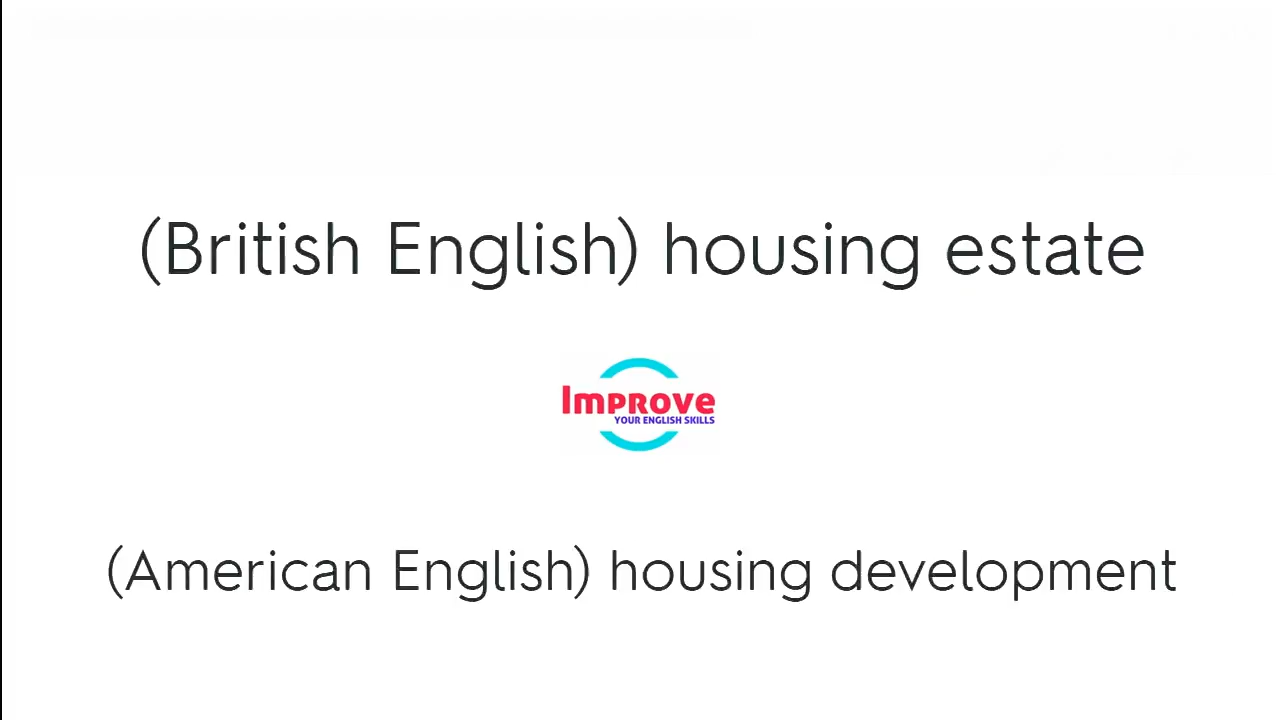 (British English) housing estate
Improve
YOUR ENGLISH SKILLS
(American English) housing development